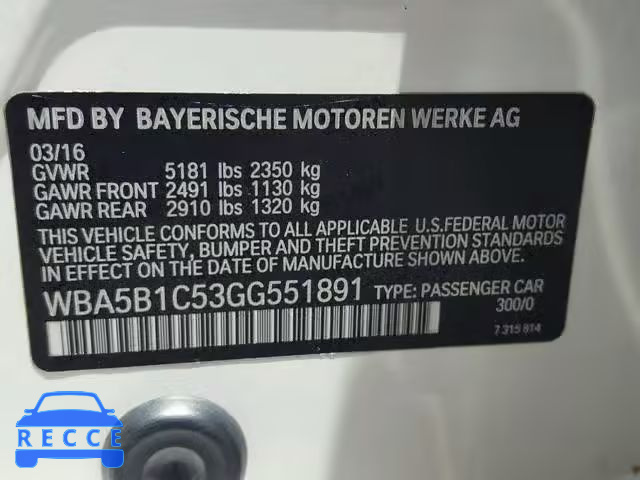 MFD BY BAYERISCHE MOTOREN WERKE AG
03/16
GVWR 5181 lbs 2350 kg
GAWR FRONT 2491 lbs 1130 kg
GAWR REAR 2910 lbs 1320 kg
THIS VEHICLE CONFORMS TO ALL APPLICABLE U.S.FEDERAL MOTOR
VEHICLE SAFETY, BUMPER AND THEFT PREVENTION STANDARDS
IN EFFECT ON THE DATE OF MANUFACTURE SHOWN ABOVE.
WBA5B1C53GG551891 TYPE: PASSENGER CAR
300/0
7 315 814
RECCE